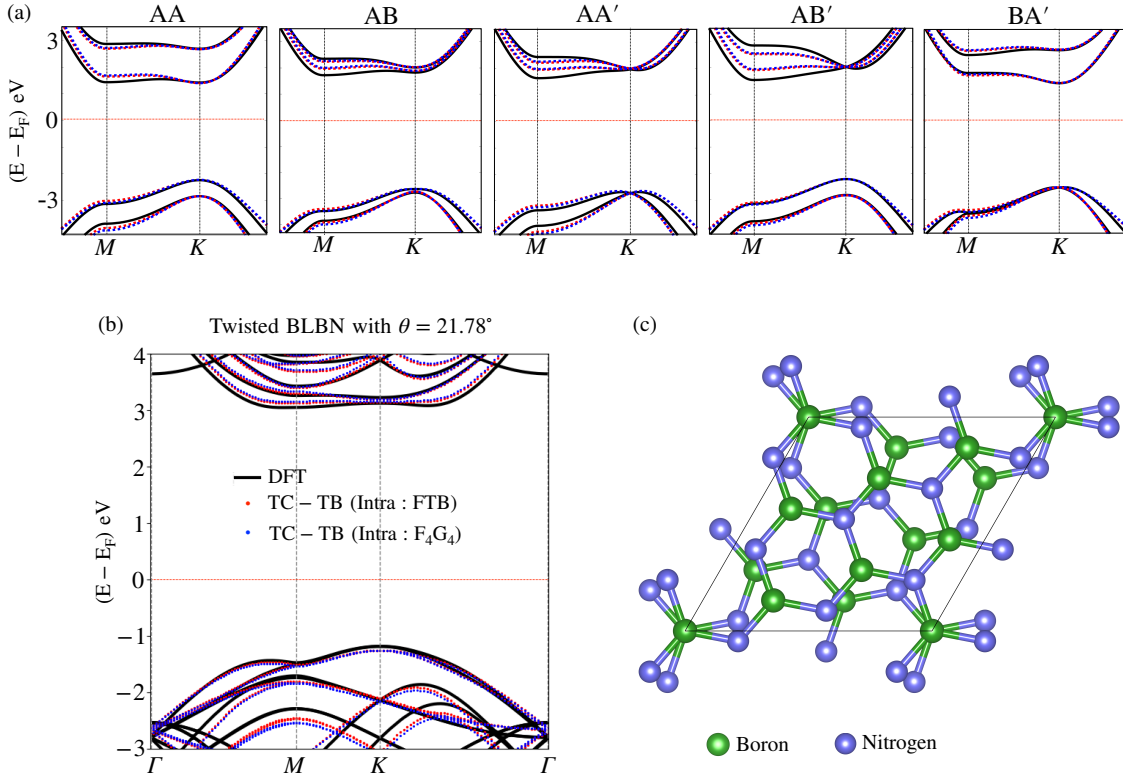 (a)
AA AB AA′ AB′ BA′
(E − E_F) eV
3
0
-3
M K M K M K M K M K
(b)
Twisted BLBN with θ = 21.78°
(E − E_F) eV
4
3
2
1
0
−1
−2
−3
DFT
TC − TB (Intra : FTB)
TC − TB (Intra : F₄G₄)
Γ M K Γ
(c)
Boron Nitrogen